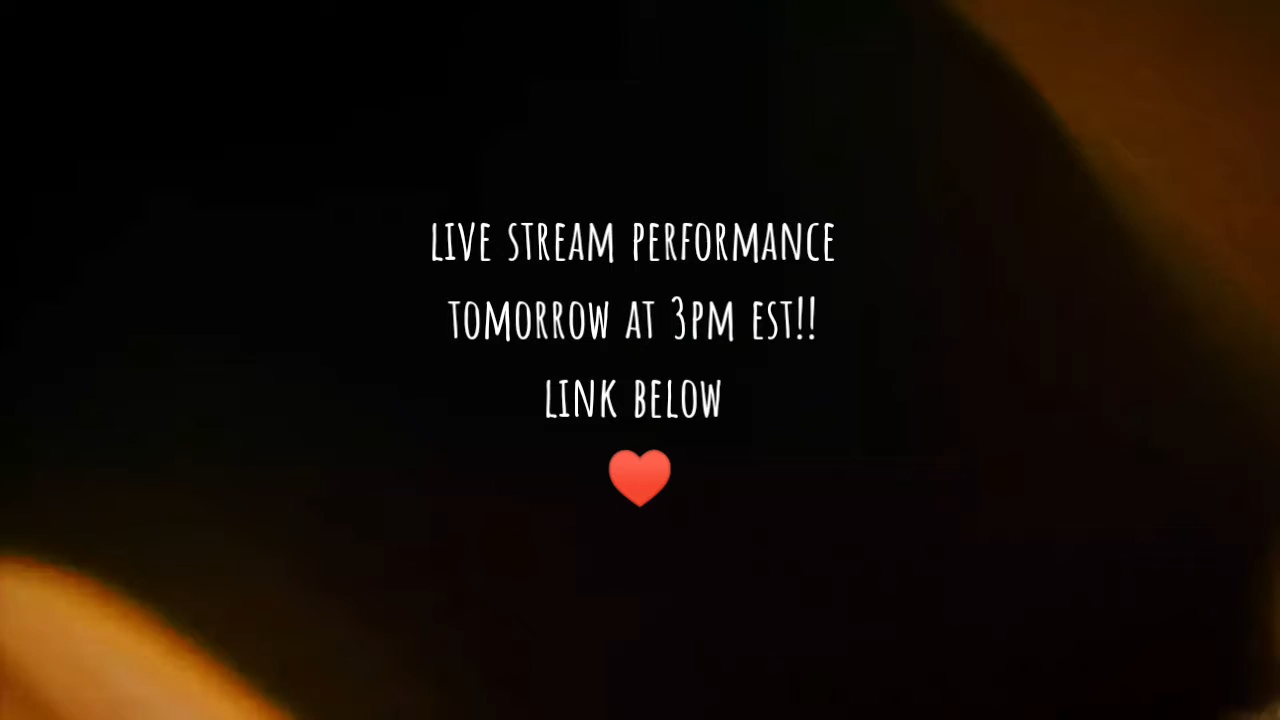 LIVE STREAM PERFORMANCE
TOMORROW AT 3PM EST!!
LINK BELOW
♥️